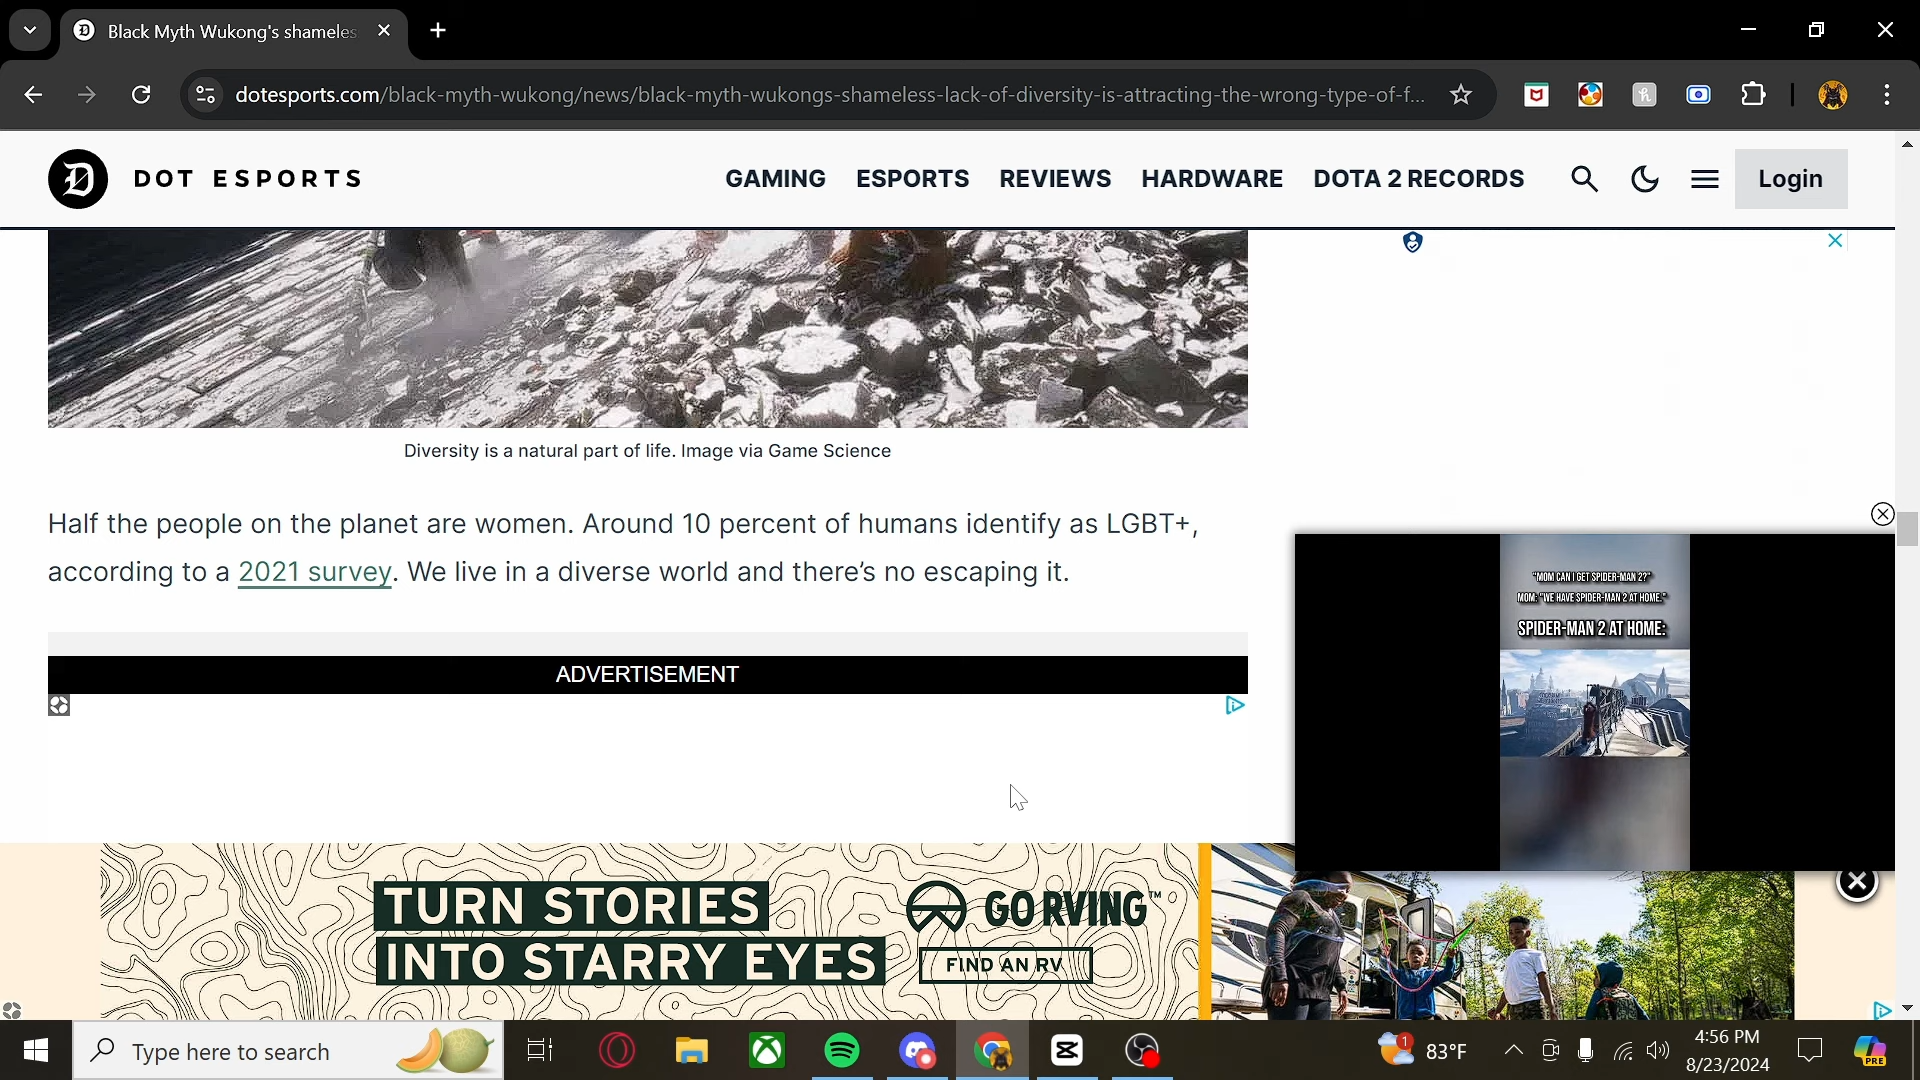 Black Myth Wukong's shameles
dotesports.com/black-myth-wukong/news/black-myth-wukongs-shameless-lack-of-diversity-is-attracting-the-wrong-type-of-f...
DOT ESPORTS
GAMING
ESPORTS
REVIEWS
HARDWARE
DOTA 2 RECORDS
Login
Diversity is a natural part of life. Image via Game Science
Half the people on the planet are women. Around 10 percent of humans identify as LGBT+,
according to a 2021 survey. We live in a diverse world and there's no escaping it.
"MOM CAN I GET SPIDER-MAN 2?"
MOM: "WE HAVE SPIDER-MAN 2 AT HOME."
SPIDER-MAN 2 AT HOME:
ADVERTISEMENT
TURN STORIES
INTO STARRY EYES
GO RVING™
FIND AN RV
Type here to search
1
83°F
4:56 PM
8/23/2024
PRE